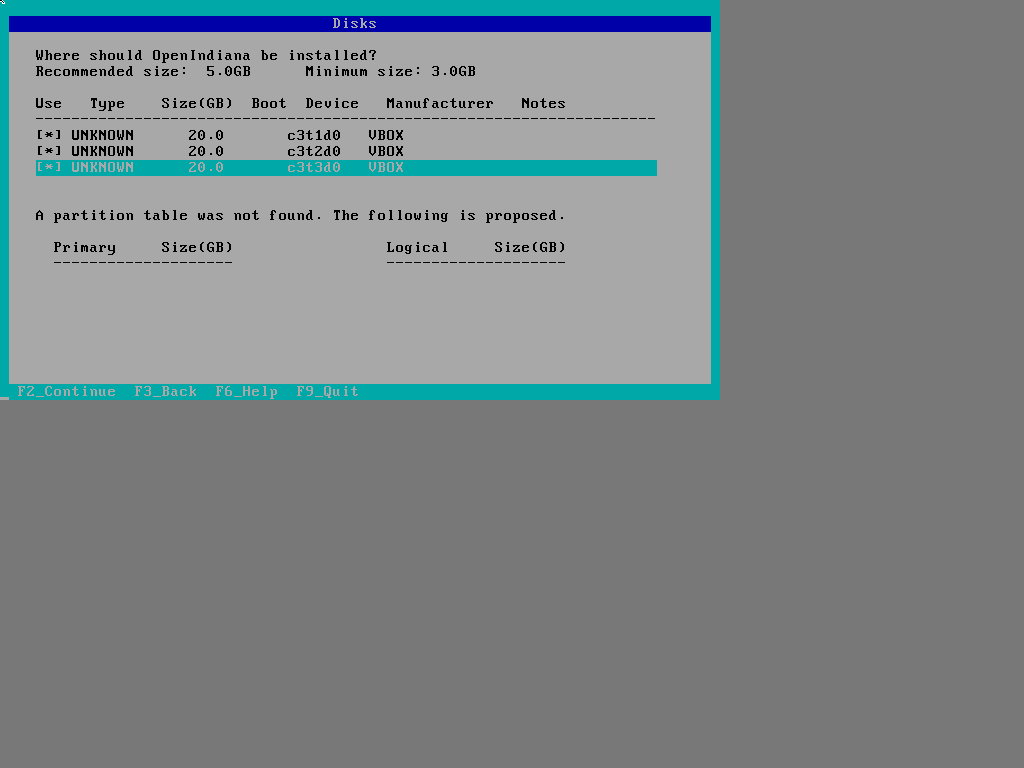 Disks
Where should OpenIndiana be installed?
Recommended size:  5.0GB      Minimum size: 3.0GB
Use   Type    Size(GB)  Boot  Device   Manufacturer   Notes
---------------------------------------------------------------------
[*] UNKNOWN      20.0       c3t1d0   VBOX
[*] UNKNOWN      20.0       c3t2d0   VBOX
[*] UNKNOWN      20.0       c3t3d0   VBOX
A partition table was not found. The following is proposed.
Primary     Size(GB)                 Logical     Size(GB)
--------------------                 --------------------
F2_Continue  F3_Back  F6_Help  F9_Quit